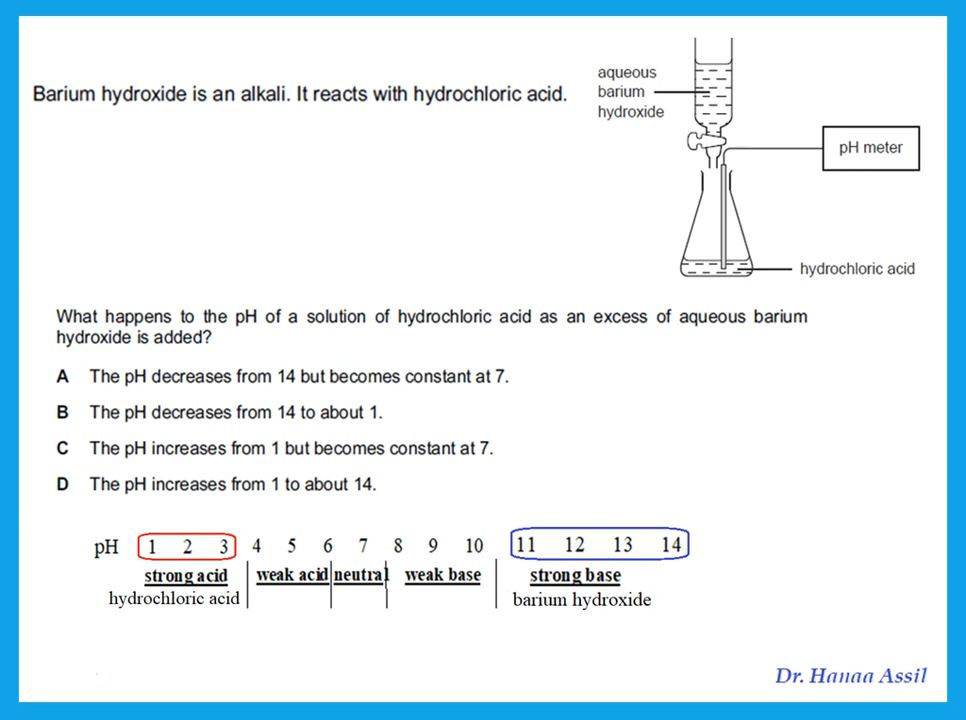 Barium hydroxide is an alkali. It reacts with hydrochloric acid.
aqueous
barium
hydroxide
pH meter
hydrochloric acid
What happens to the pH of a solution of hydrochloric acid as an excess of aqueous barium
hydroxide is added?
A The pH decreases from 14 but becomes constant at 7.
B The pH decreases from 14 to about 1.
C The pH increases from 1 but becomes constant at 7.
D The pH increases from 1 to about 14.
pH 1 2 3 4 5 6 7 8 9 10 11 12 13 14
strong acid weak acid neutral weak base strong base
hydrochloric acid barium hydroxide
Dr. Hanaa Assil